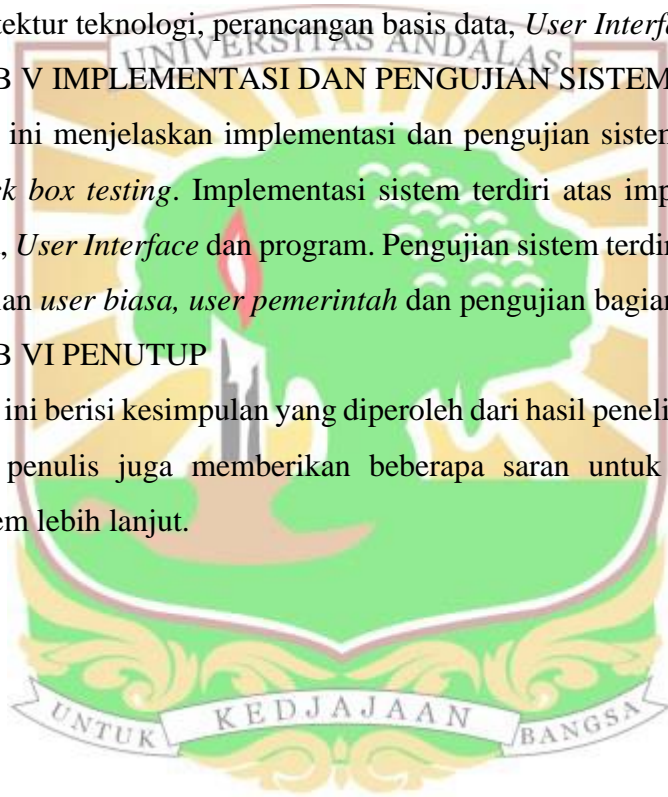 tektur teknologi, perancangan basis data, User Interfa
UNIVERSITAS ANDALAS
B V IMPLEMENTASI DAN PENGUJIAN SISTEM
ini menjelaskan implementasi dan pengujian sistem
k box testing. Implementasi sistem terdiri atas imp
, User Interface dan program. Pengujian sistem terdir
an user biasa, user pemerintah dan pengujian bagian
B VI PENUTUP
ini berisi kesimpulan yang diperoleh dari hasil peneli
penulis juga memberikan beberapa saran untuk
em lebih lanjut.
UNTUK KEDJAJAAN BANGSA